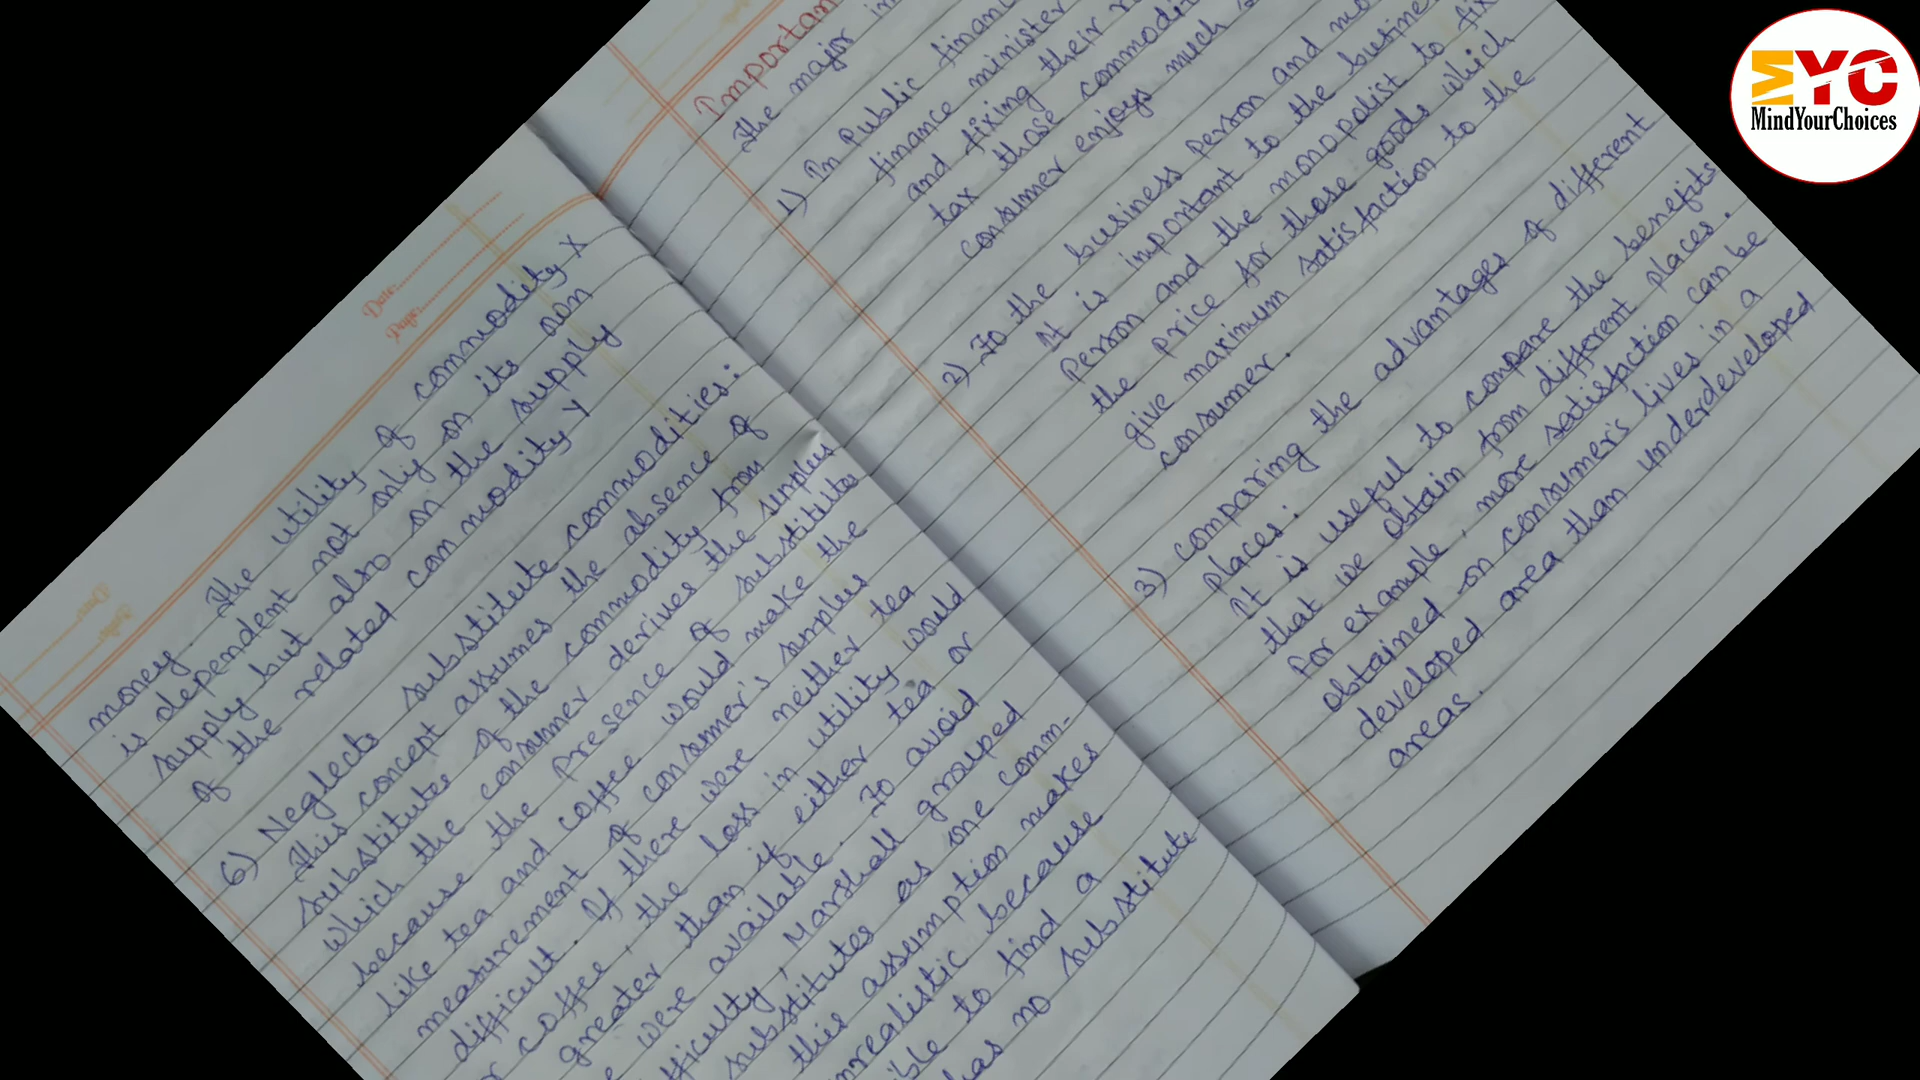 Date:
Page:
money. The utility of commodity X
is dependent not only on its own
supply but also on the supply
of the related commodity Y
6) Neglects substitute commodities:
This concept assumes the absence of
substitutes of the commodity from
which the consumer derives the surplus
because the presence of substitutes
like tea and coffee would make the
measurement of consumer's surplus
difficult. If there were neither tea
coffee, the loss in utility would
greater than if either tea or
were available. To avoid
Marshall grouped
substitutes as one comm-
this assumption makes
because
to find a
has no substitute
The major
1) In Public
finance minister
and fixing their
tax those
consumer enjoys much
2) To the business person and
It is important to the
Person and the monopolist to fix
the price for those goods which
give maximum satisfaction to the
consumer.
3) comparing the advantages of different
places:
It is useful to compare the benefits
that we obtain from different places.
For example, more satisfaction can be
obtained on consumer's lives in a
developed area than underdeveloped
areas.
MYC
MindYourChoices